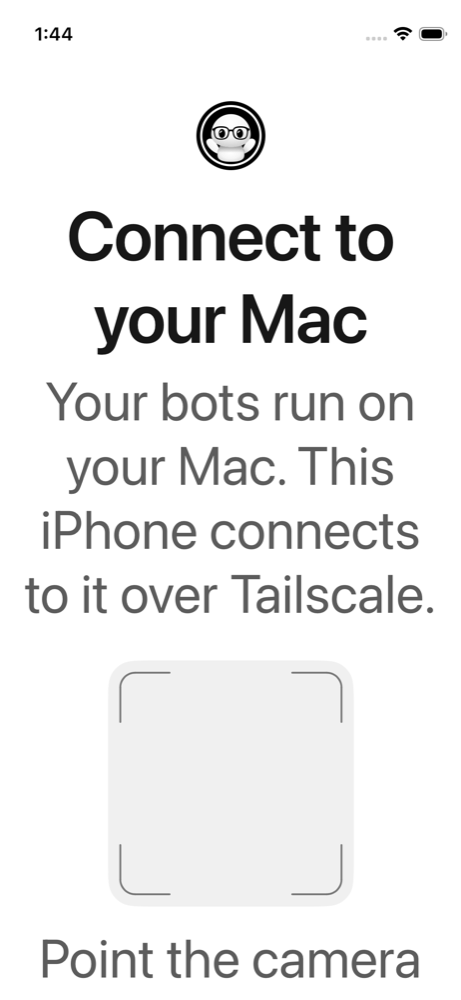 1:44
Connect to
your Mac
Your bots run on
your Mac. This
iPhone connects
to it over Tailscale.
Point the camera